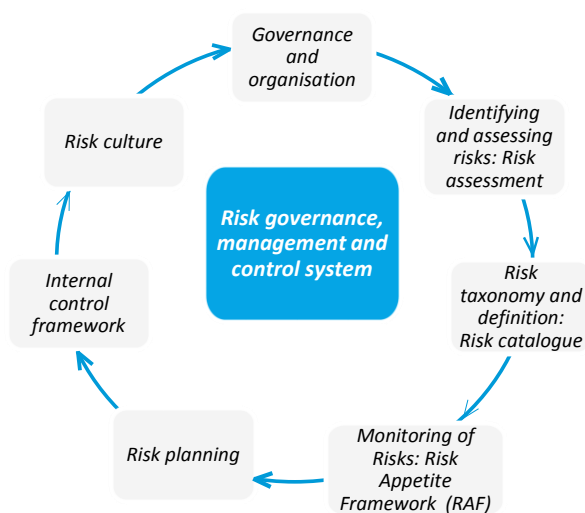 Governance
and
organisation
Identifying
and assessing
risks: Risk
assessment
Risk
taxonomy and
definition:
Risk catalogue
Monitoring of
Risks: Risk
Appetite
Framework (RAF)
Risk planning
Internal
control
framework
Risk culture
Risk governance,
management and
control system